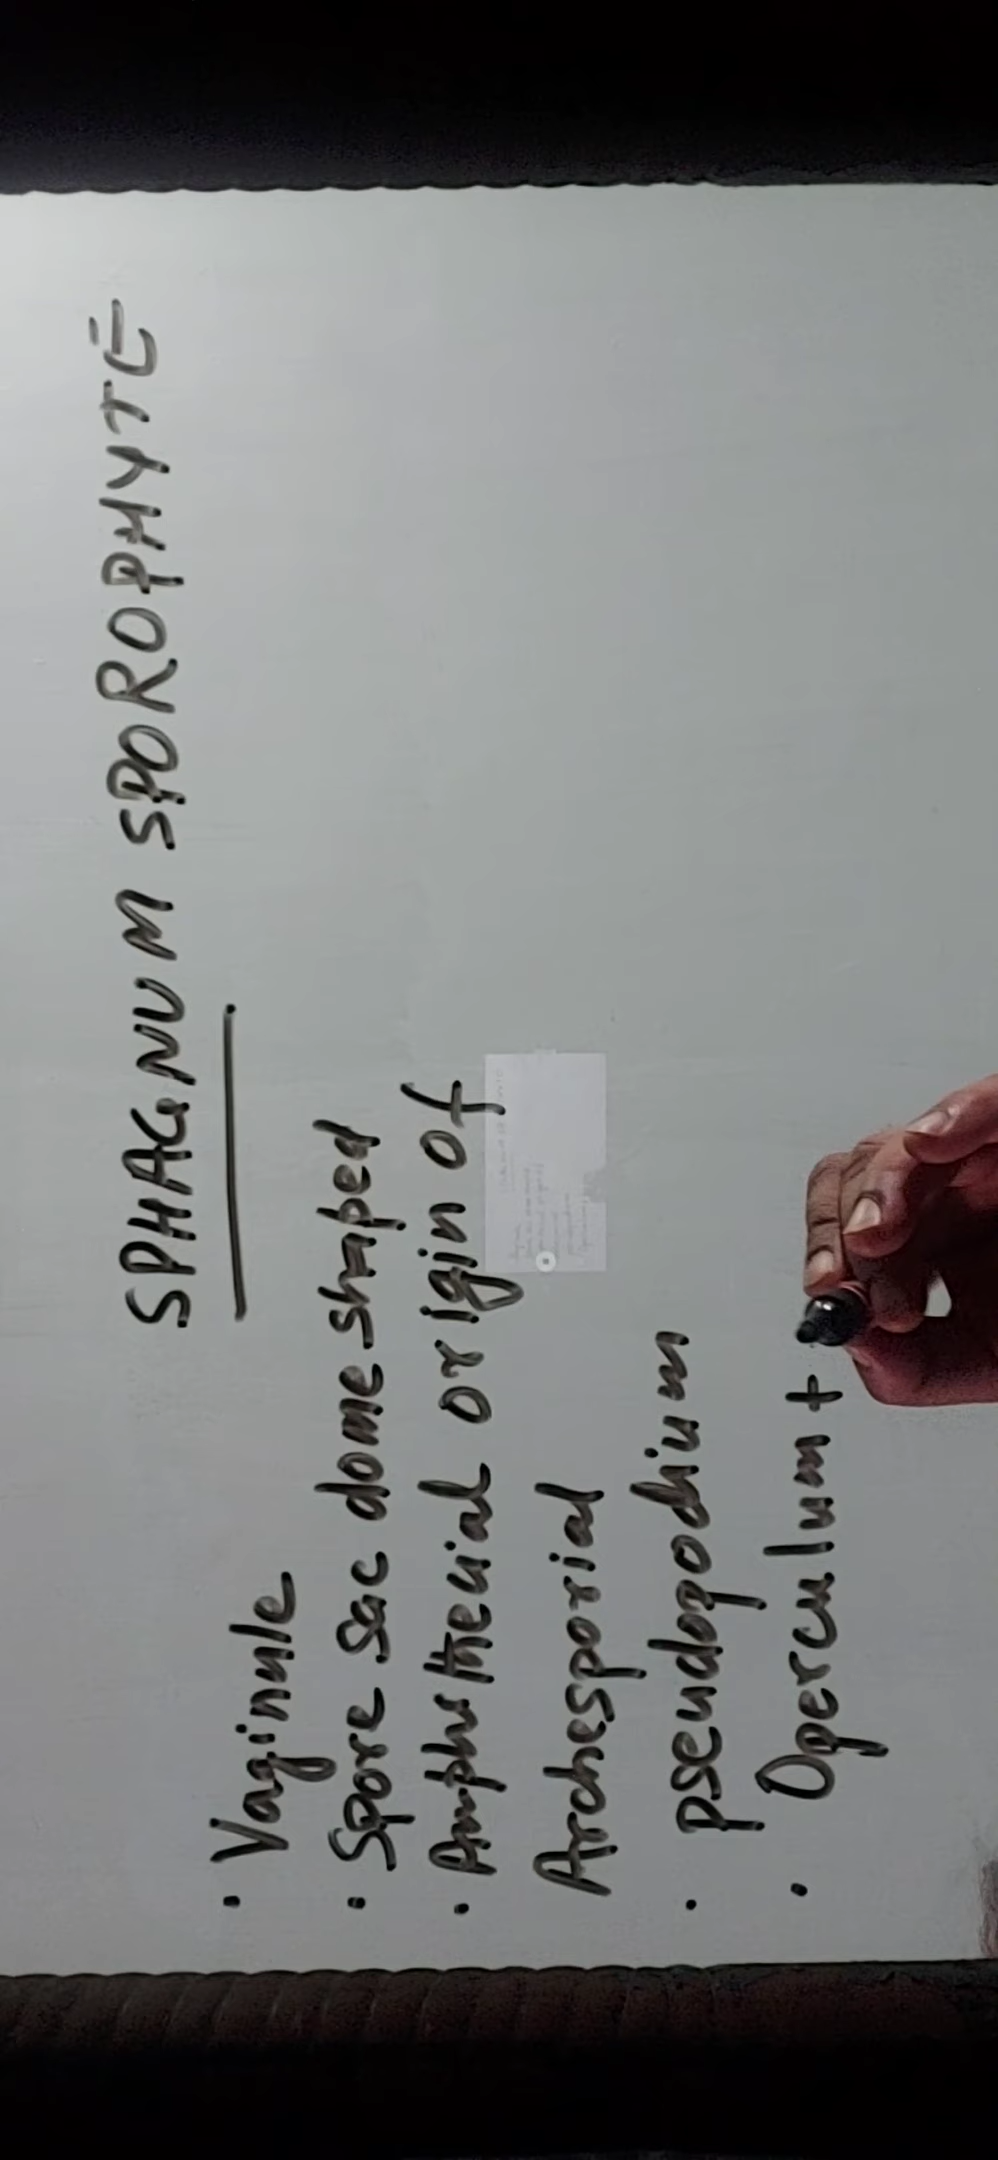 SPHAGNUM SPOROPHYTE
• Vaginule
• Spore sac dome shaped
• Amphithecial origin of
Archesporial
• pseudopodium
• Operculum +